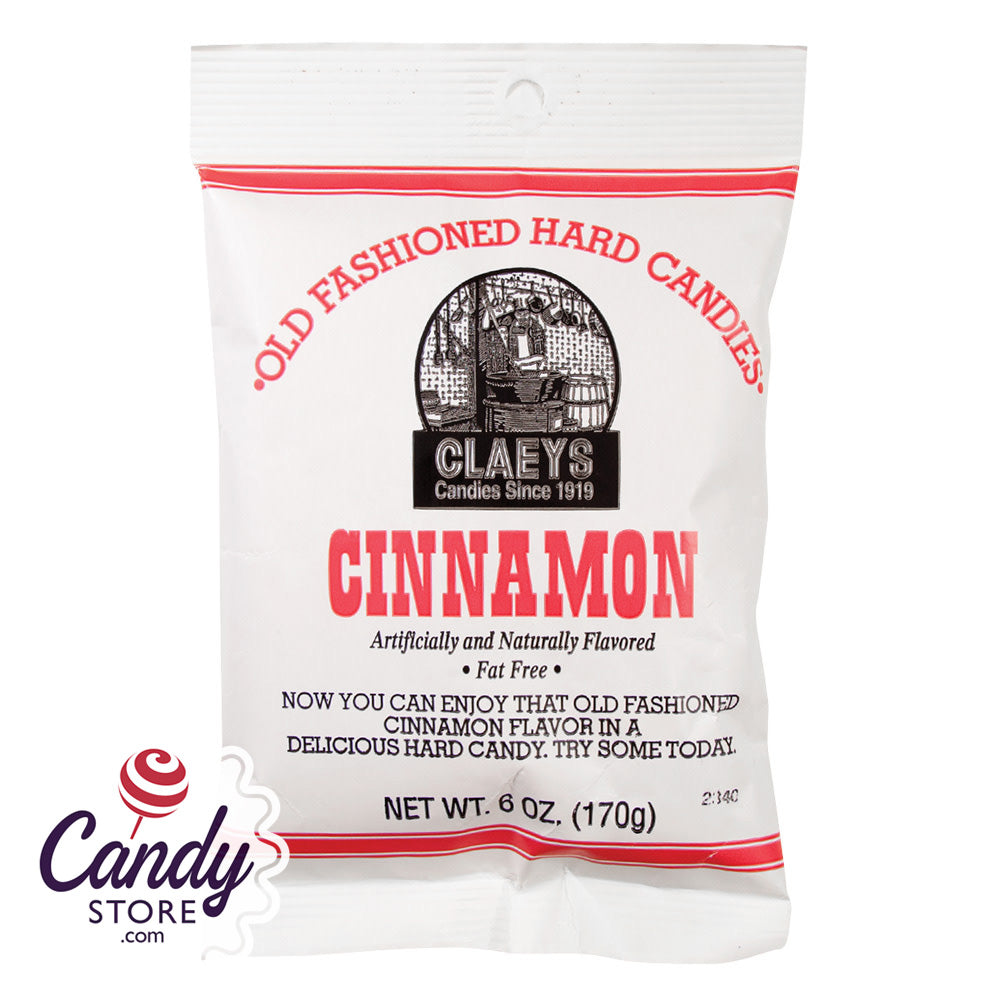 •OLD FASHIONED HARD CANDIES•
CLAEYS
Candies Since 1919
CINNAMON
Artificially and Naturally Flavored
• Fat Free •
NOW YOU CAN ENJOY THAT OLD FASHIONED
CINNAMON FLAVOR IN A
DELICIOUS HARD CANDY. TRY SOME TODAY.
NET WT. 6 OZ. (170g)
Candy
STORE
.com